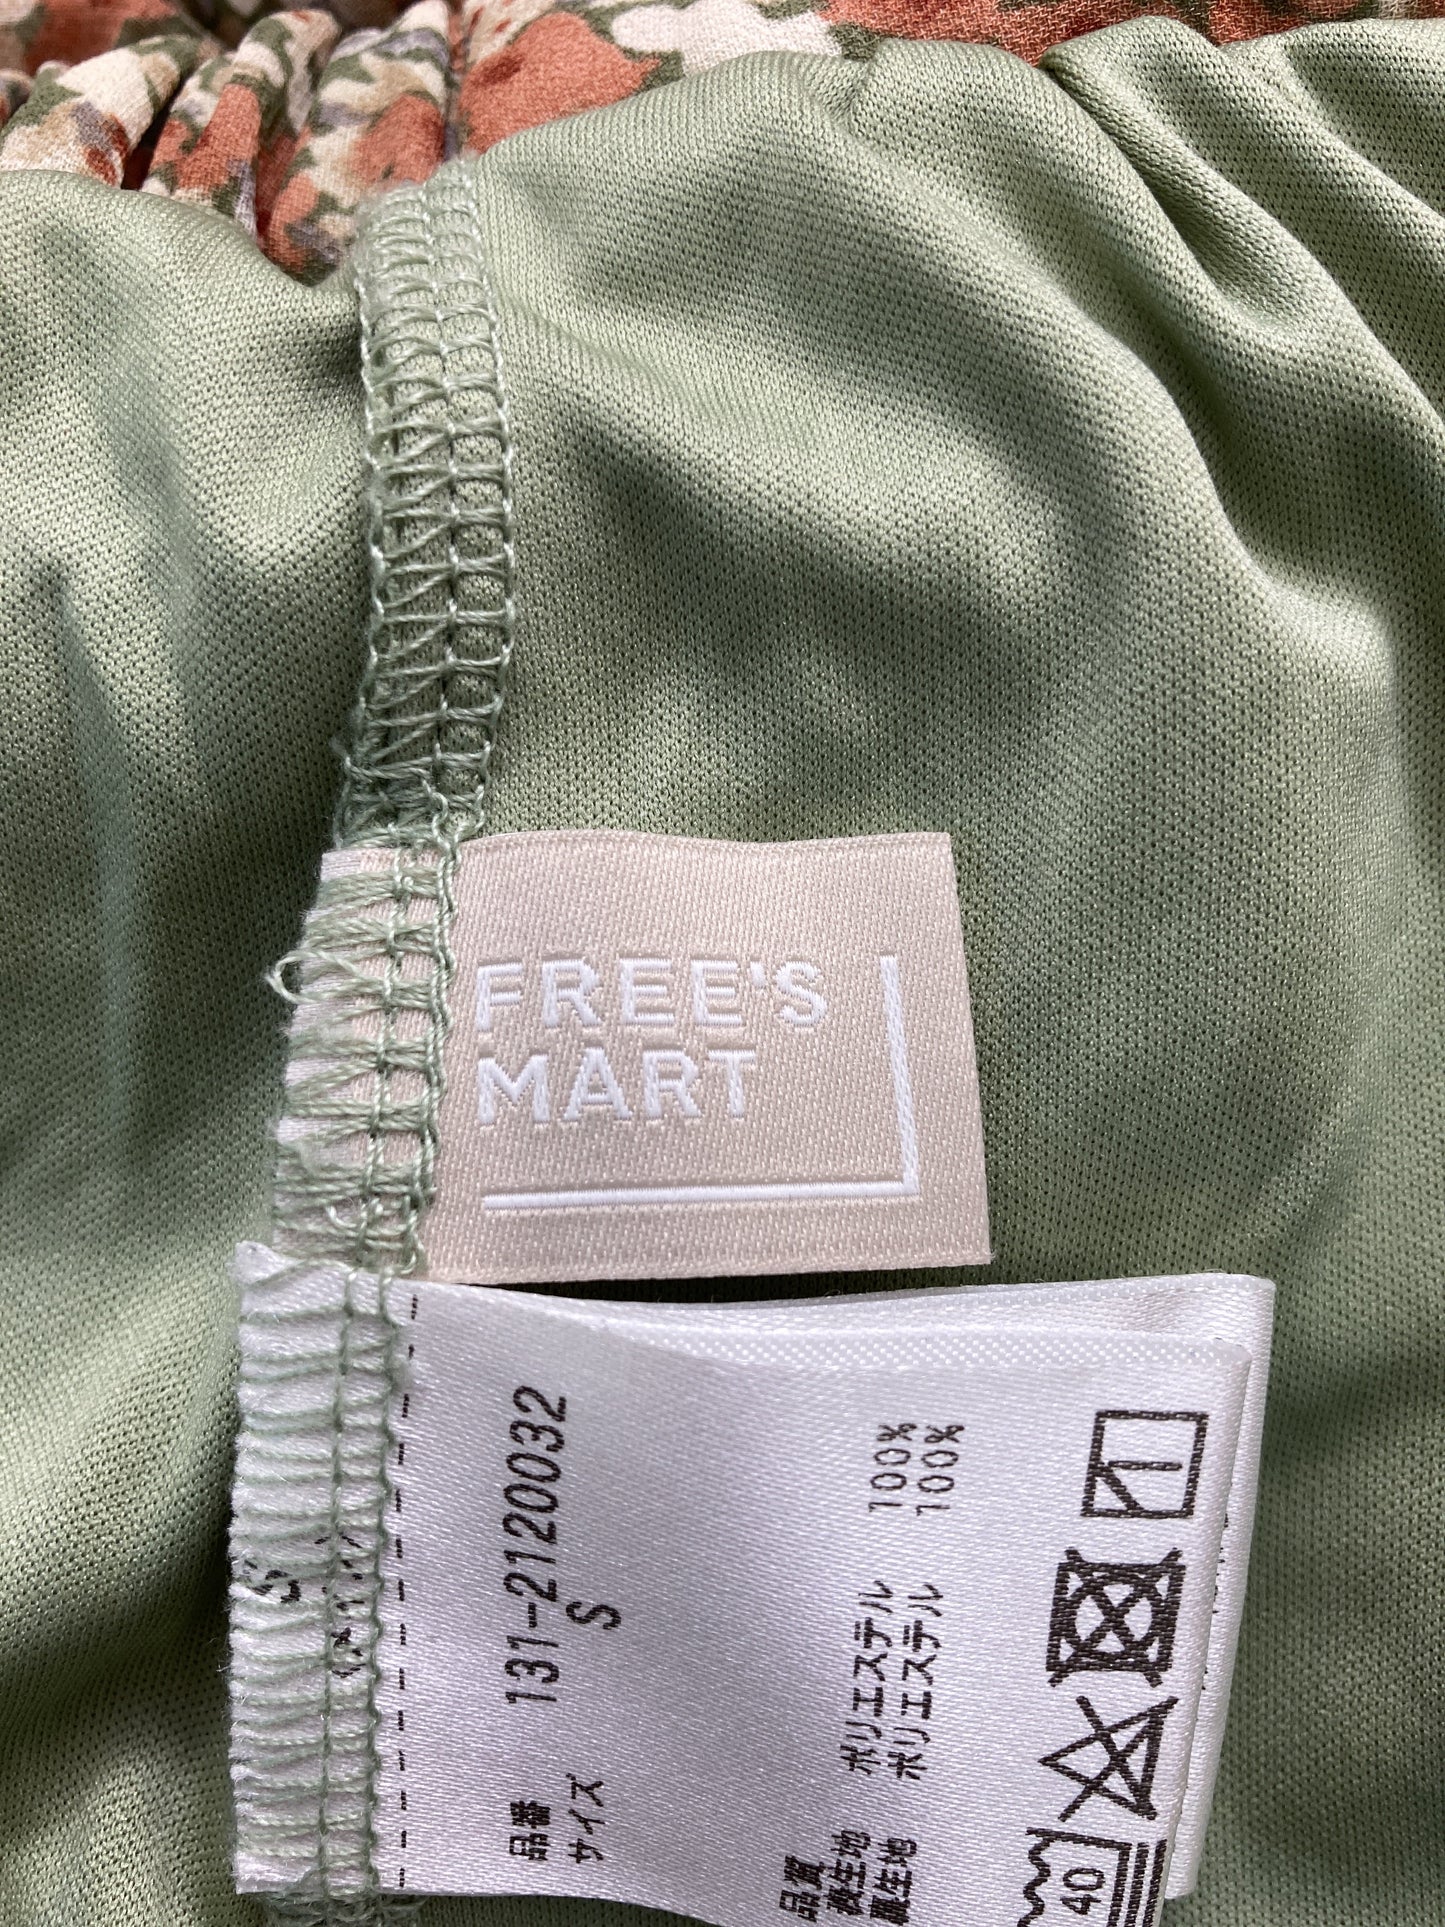 FREE'S
MART
品番 131-2120032
サイズ S
品質
表生地 ポリエステル 100%
裏生地 ポリエステル 100%
40